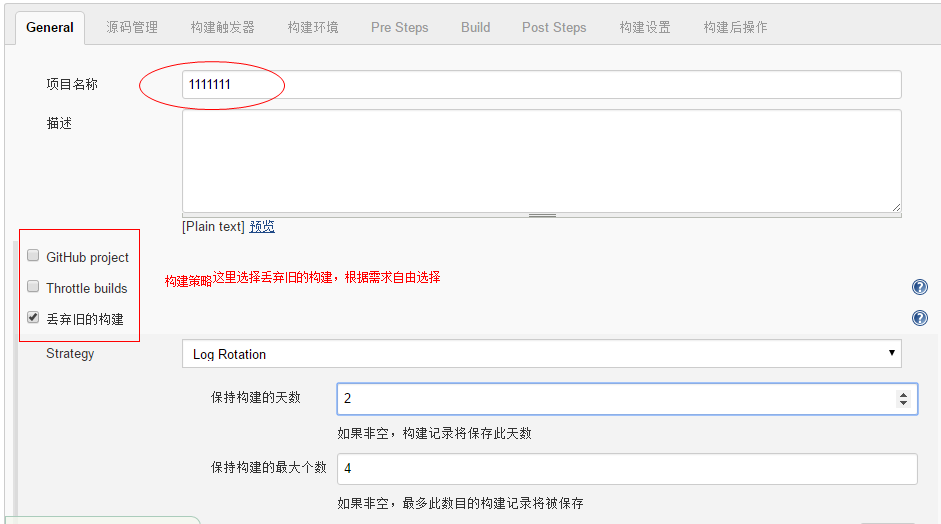 General 源码管理 构建触发器 构建环境 Pre Steps Build Post Steps 构建设置 构建后操作
项目名称 1111111
描述
[Plain text] 预览
GitHub project
构建策略这里选择丢弃旧的构建，根据需求自由选择
Throttle builds
丢弃旧的构建
Strategy Log Rotation
保持构建的天数 2
如果非空，构建记录将保存此天数
保持构建的最大个数 4
如果非空，最多此数目的构建记录将被保存